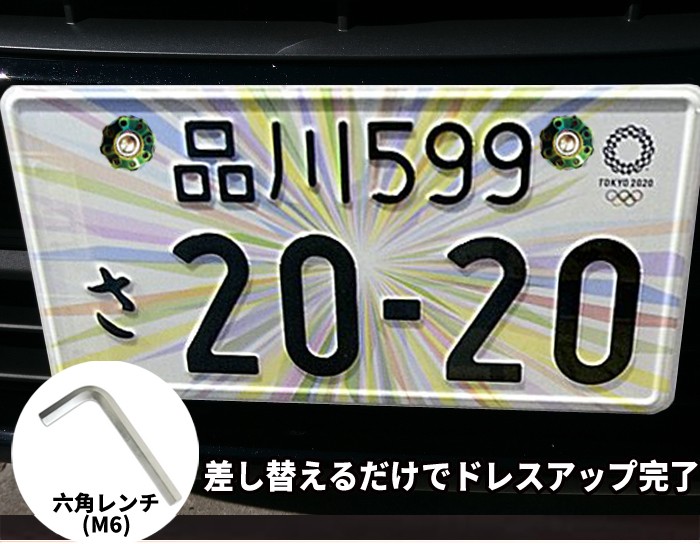 品川599
TOKYO 2020
さ 20-20
六角レンチ
(M6)
差し替えるだけでドレスアップ完了